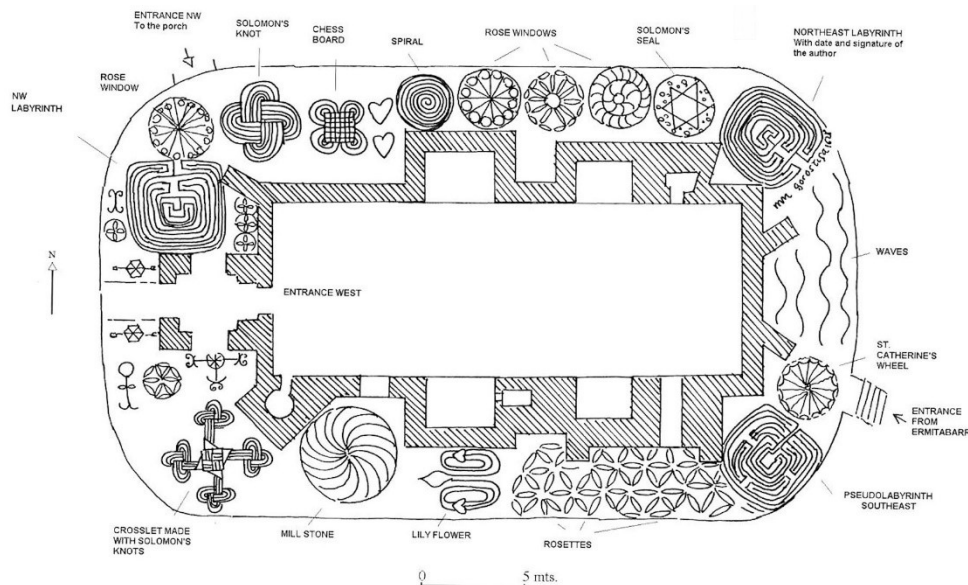 ENTRANCE NW
To the porch
SOLOMON'S
KNOT
CHESS
BOARD
SPIRAL
ROSE WINDOWS
SOLOMON'S
SEAL
NORTHEAST LABYRINTH
With date and signature of
the author
ROSE
WINDOW
NW
LABYRINTH
N
ENTRANCE WEST
WAVES
ST.
CATHERINE'S
WHEEL
ENTRANCE
FROM
ERMITABARRI
PSEUDOLABYRINTH
SOUTHEAST
CROSSLET MADE
WITH SOLOMON'S
KNOTS
MILL STONE
LILY FLOWER
ROSETTES
0 5 mts.